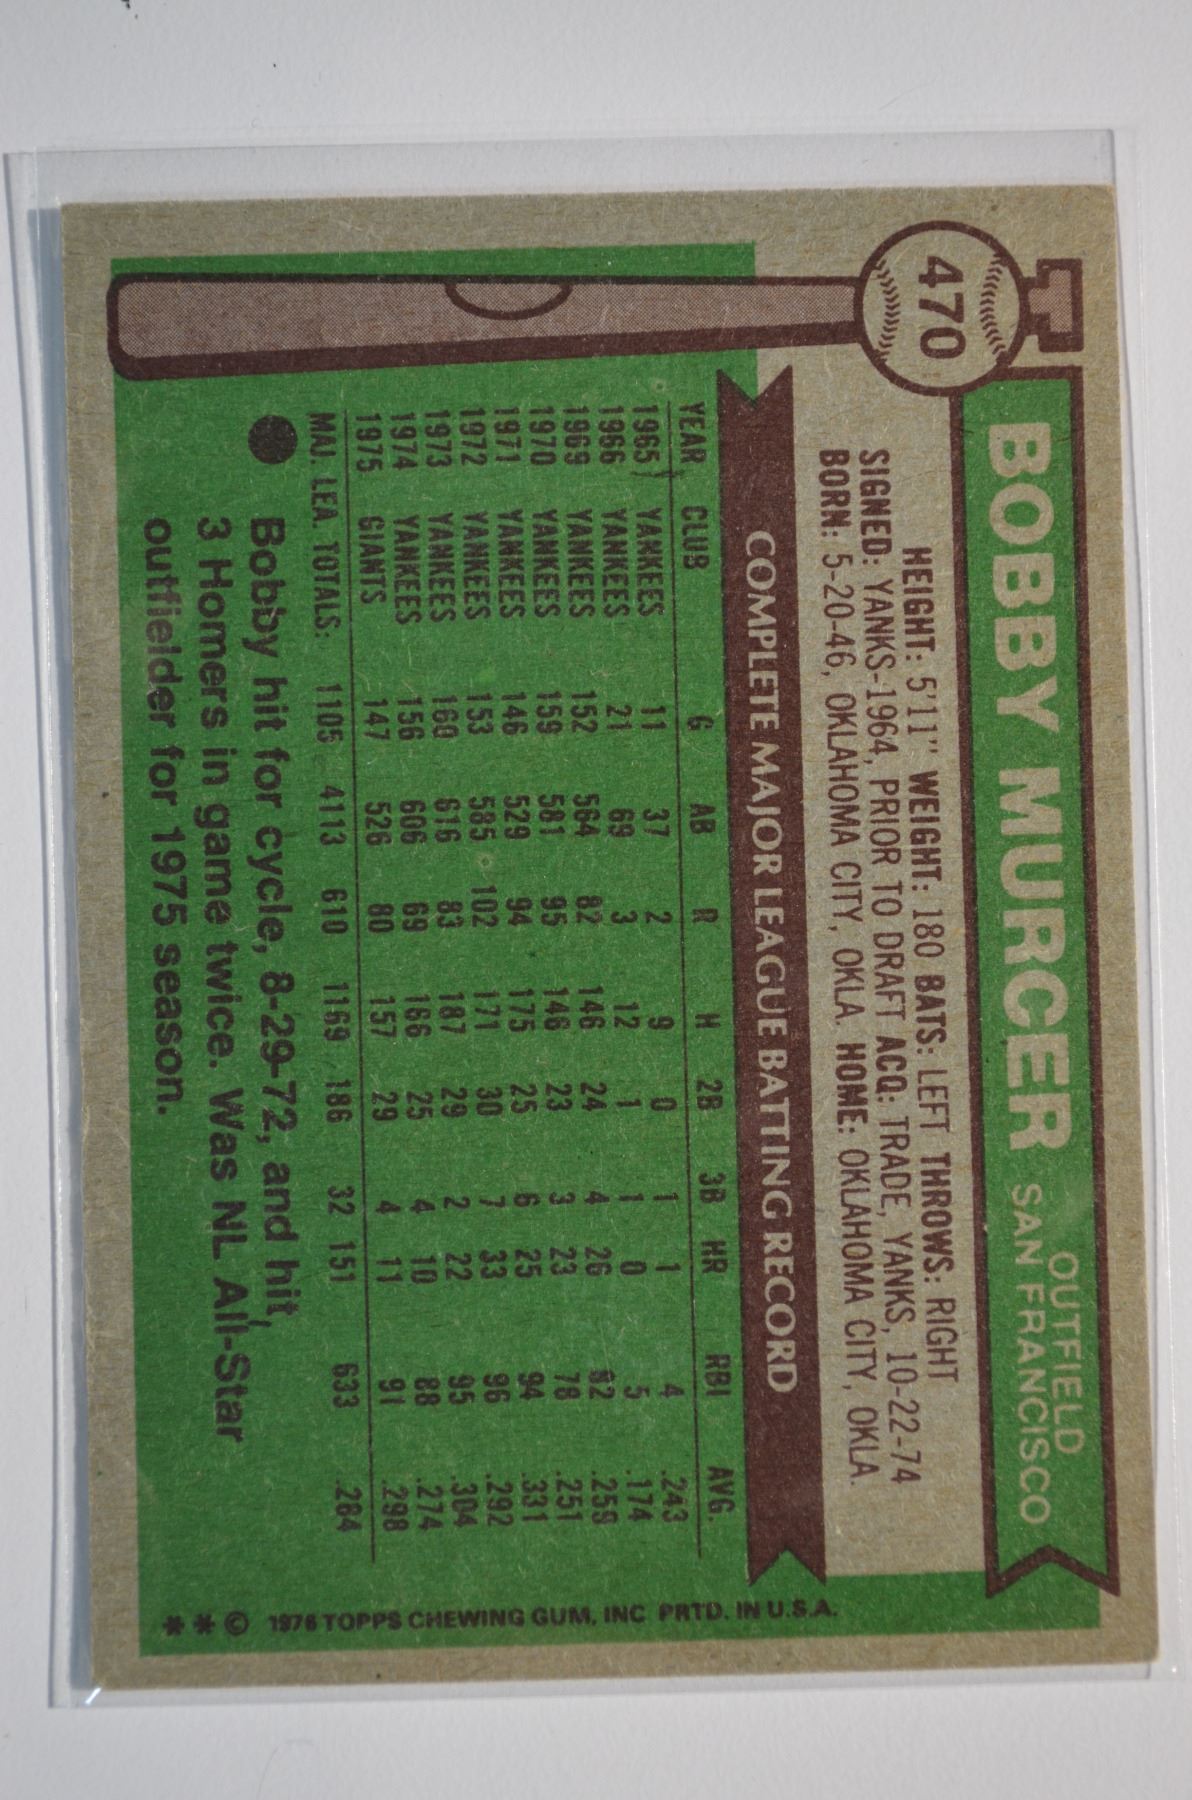 470
BOBBY MURCER
OUTFIELD
SAN FRANCISCO
HEIGHT: 5'11" WEIGHT: 180 BATS: LEFT THROWS: RIGHT
SIGNED: YANKS-1964, PRIOR TO DRAFT ACQ: TRADE, YANKS, 10-22-74
BORN: 5-20-46, OKLAHOMA CITY, OKLA. HOME: OKLAHOMA CITY, OKLA.
COMPLETE MAJOR LEAGUE BATTING RECORD
YEAR CLUB G AB R H 2B 3B HR RBI AVG.
1965 YANKEES 11 37 2 9 0 1 1 4 .243
1966 YANKEES 21 69 3 12 1 1 0 5 .174
1969 YANKEES 152 564 82 146 24 4 26 82 .259
1970 YANKEES 159 581 95 146 23 3 23 78 .251
1971 YANKEES 146 529 94 175 25 6 25 94 .331
1972 YANKEES 153 585 102 171 30 7 33 96 .292
1973 YANKEES 160 616 83 187 29 2 22 95 .304
1974 YANKEES 156 606 69 166 25 4 10 88 .274
1975 GIANTS 147 526 80 157 29 4 11 91 .298
MAJ. LEA. TOTALS: 1105 4113 610 1169 186 32 151 633 .284
Bobby hit for cycle, 8-29-72, and hit
3 Homers in game twice. Was NL All-Star
outfielder for 1975 season.
** © 1976 TOPPS CHEWING GUM, INC PRTD. IN U.S.A.